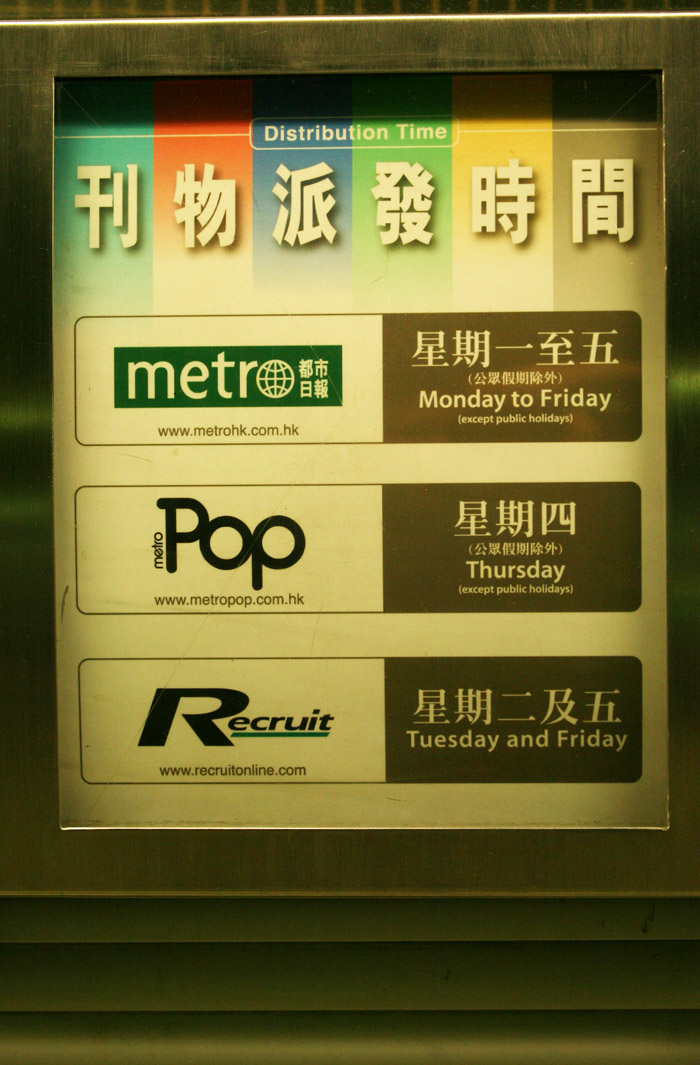 Distribution Time
刊物派發時間
metro 都市日報
www.metrohk.com.hk
星期一至五
(公眾假期除外)
Monday to Friday
(except public holidays)
metro Pop
www.metropop.com.hk
星期四
(公眾假期除外)
Thursday
(except public holidays)
Recruit
www.recruitonline.com
星期二及五
Tuesday and Friday